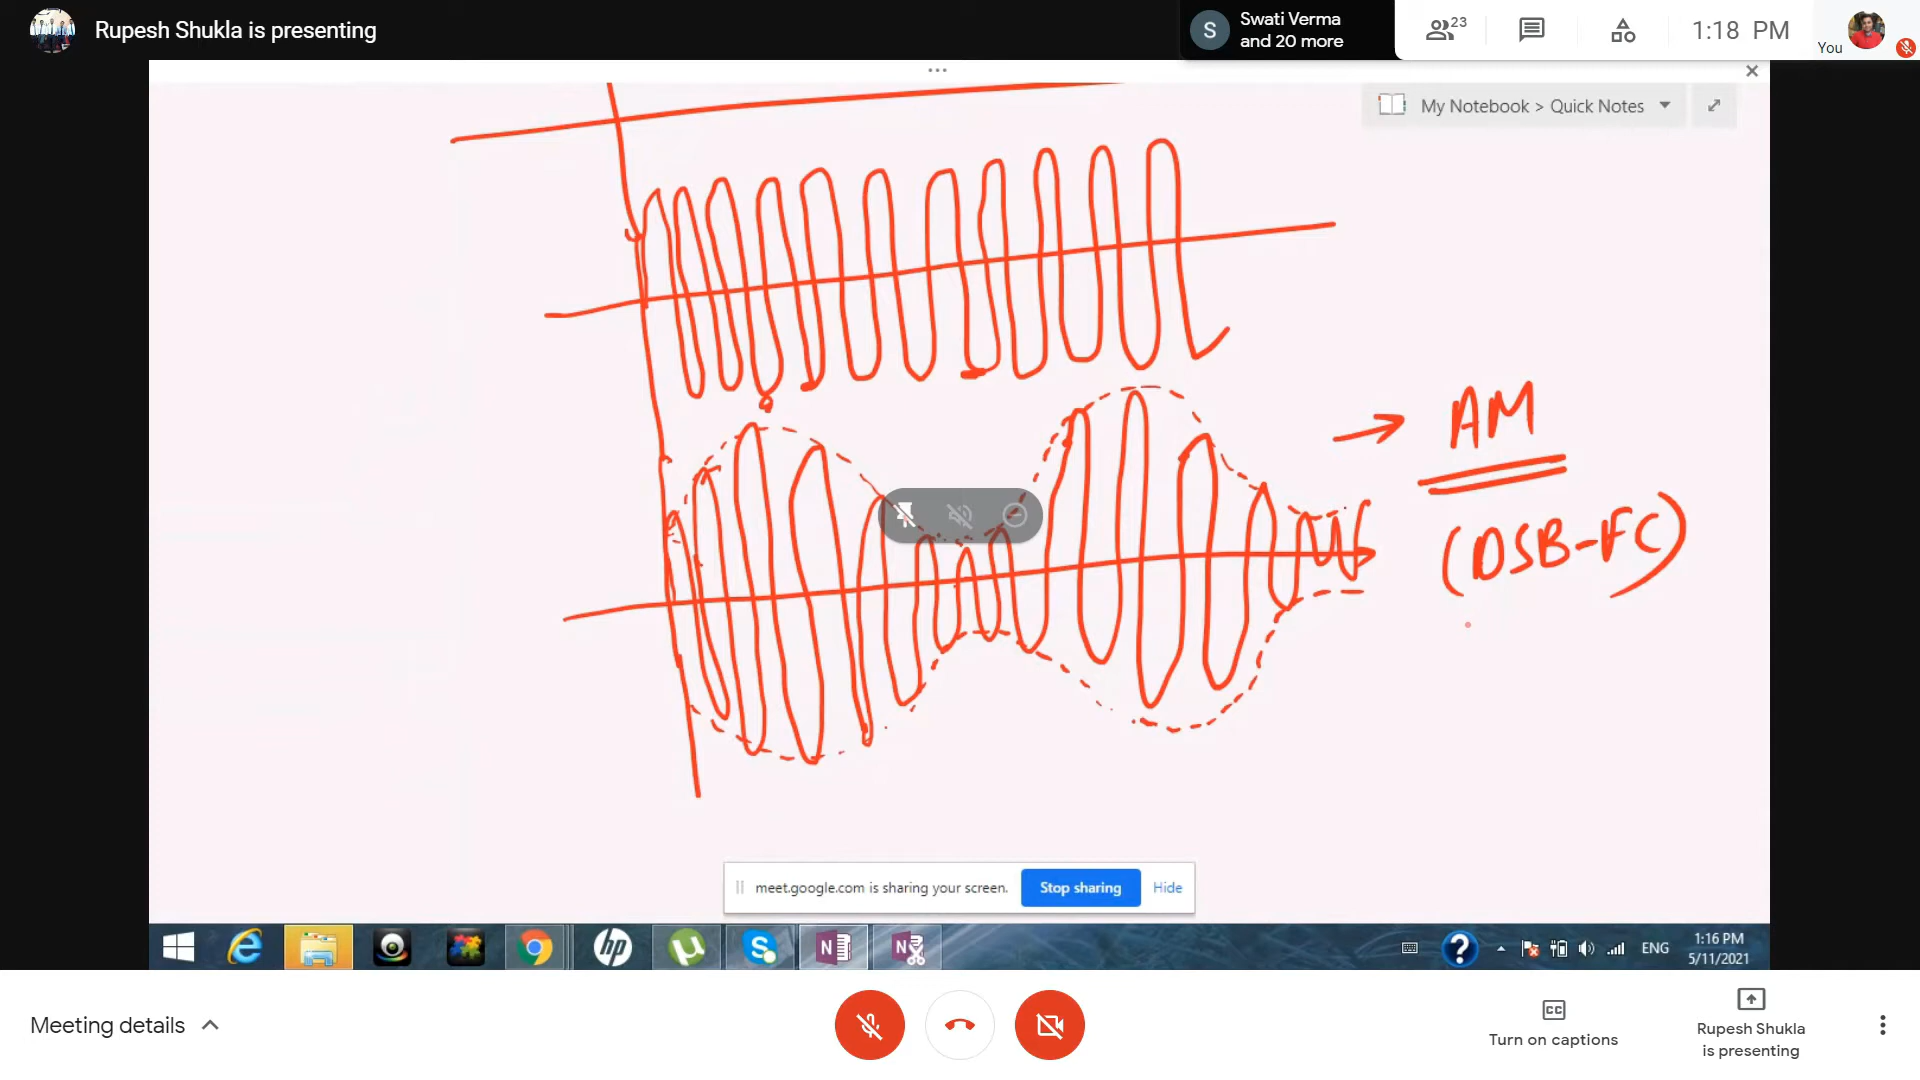 Rupesh Shukla is presenting
S
Swati Verma
and 20 more
23
1:18 PM
You
My Notebook > Quick Notes
AM
(DSB-FC)
meet.google.com is sharing your screen.
Stop sharing
Hide
hp
ENG
1:16 PM
5/11/2021
Meeting details
Turn on captions
Rupesh Shukla
is presenting